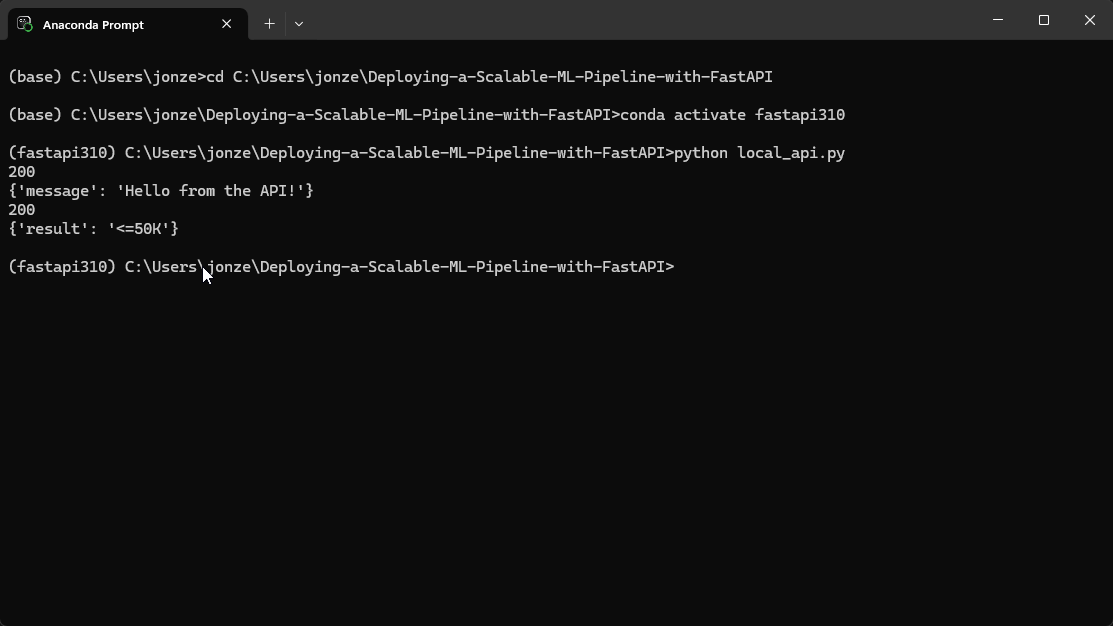 Anaconda Prompt
(base) C:\Users\jonze>cd C:\Users\jonze\Deploying-a-Scalable-ML-Pipeline-with-FastAPI
(base) C:\Users\jonze\Deploying-a-Scalable-ML-Pipeline-with-FastAPI>conda activate fastapi310
(fastapi310) C:\Users\jonze\Deploying-a-Scalable-ML-Pipeline-with-FastAPI>python local_api.py
200
{'message': 'Hello from the API!'}
200
{'result': '<=50K'}
(fastapi310) C:\Users\jonze\Deploying-a-Scalable-ML-Pipeline-with-FastAPI>